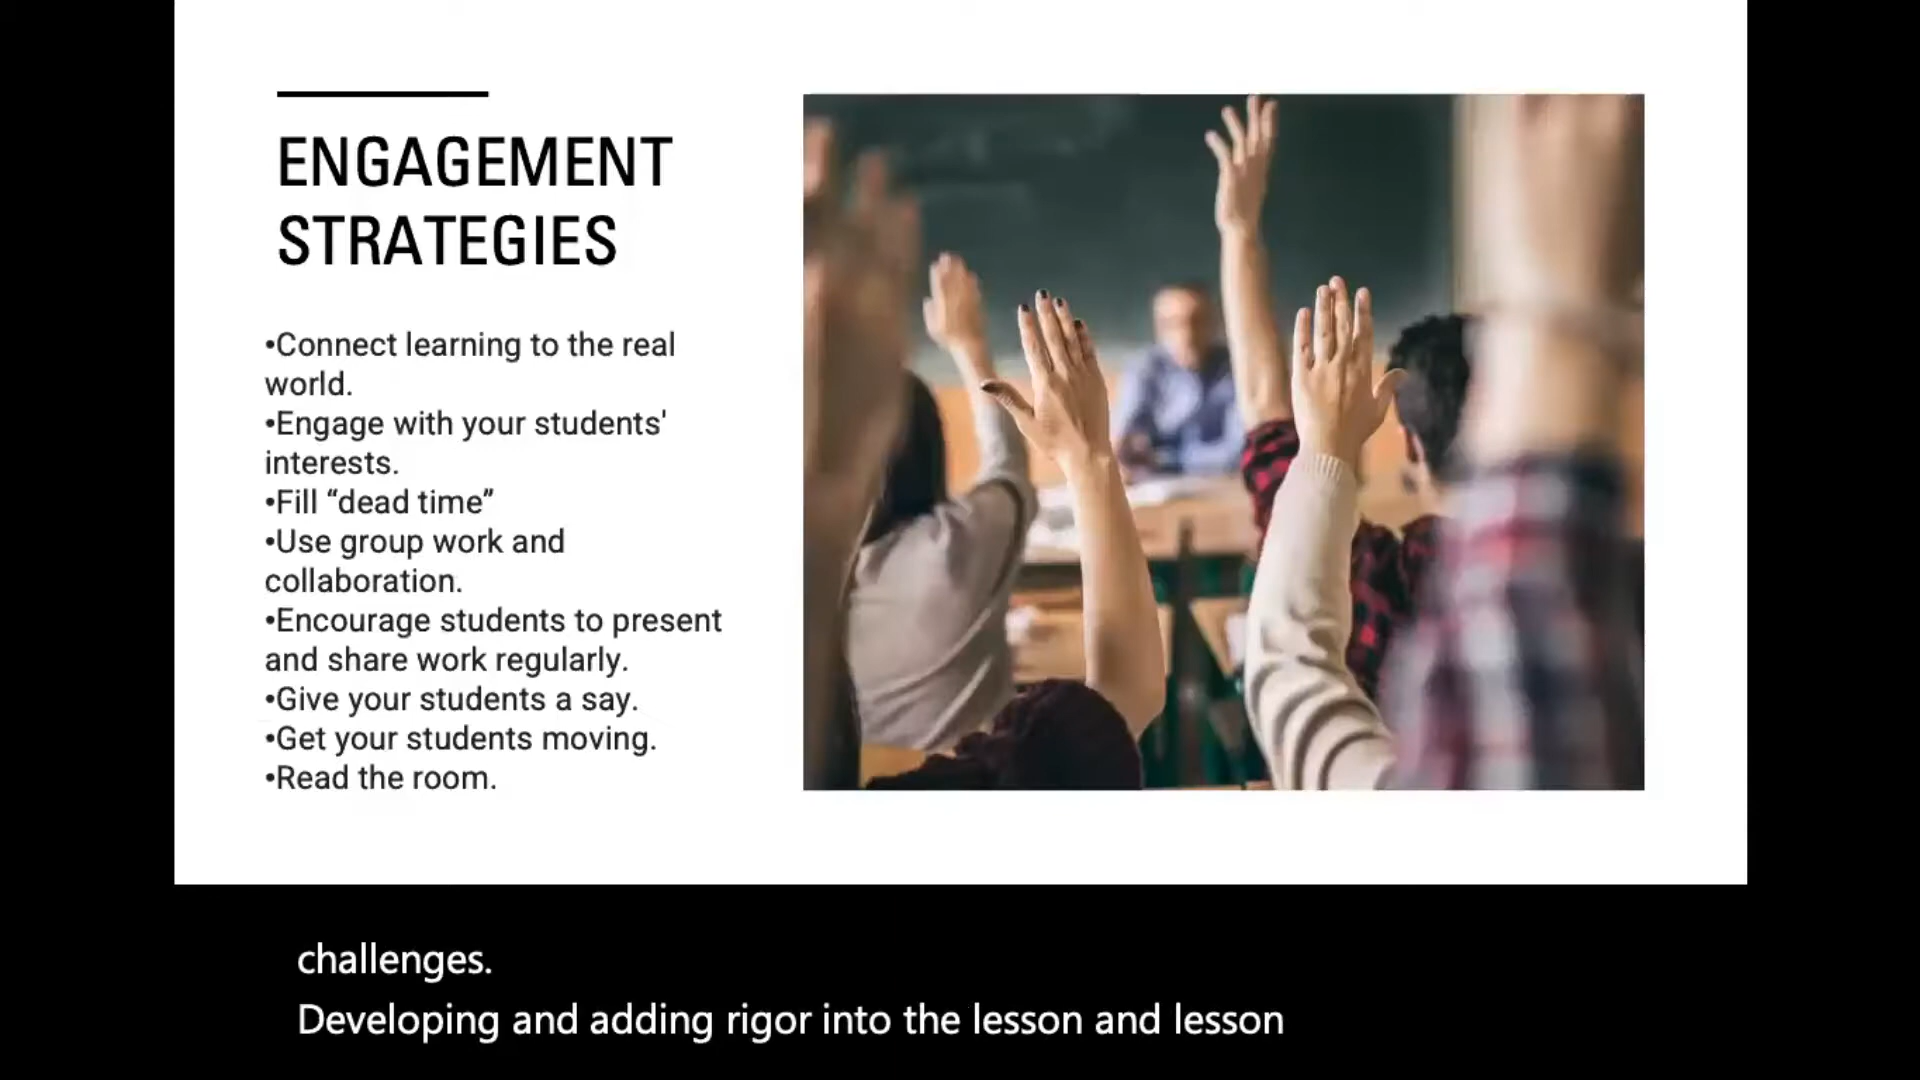 ENGAGEMENT
STRATEGIES
•Connect learning to the real
world.
•Engage with your students'
interests.
•Fill “dead time”
•Use group work and
collaboration.
•Encourage students to present
and share work regularly.
•Give your students a say.
•Get your students moving.
•Read the room.
challenges.
Developing and adding rigor into the lesson and lesson